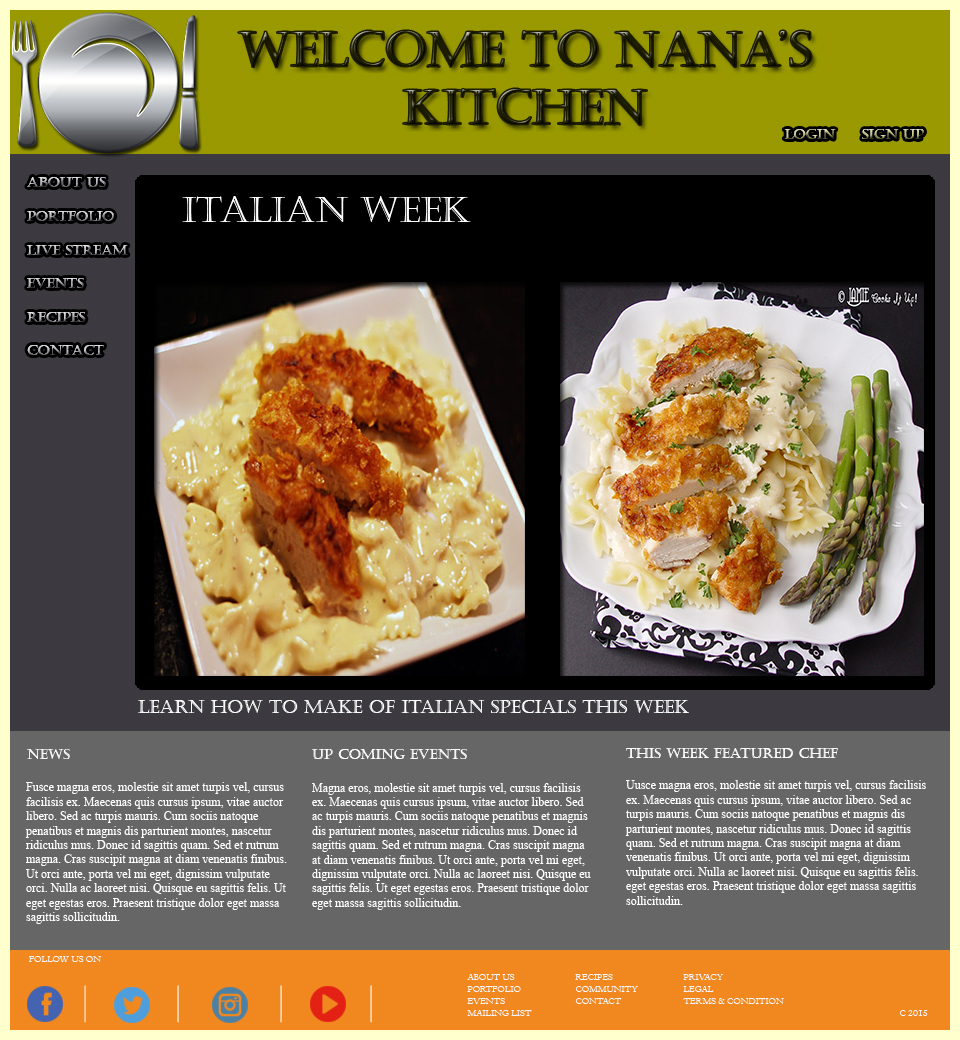 WELCOME TO NANA'S
KITCHEN
LOGIN SIGN UP
ABOUT US
PORTFOLIO
LIVE STREAM
EVENTS
RECIPES
CONTACT
ITALIAN WEEK
© JAMIE Cooks It Up!
LEARN HOW TO MAKE OF ITALIAN SPECIALS THIS WEEK
NEWS
Fusce magna eros, molestie sit amet turpis vel, cursus
facilisis ex. Maecenas quis cursus ipsum, vitae auctor
libero. Sed ac turpis mauris. Cum sociis natoque
penatibus et magnis dis parturient montes, nascetur
ridiculus mus. Donec id sagittis quam. Sed et rutrum
magna. Cras suscipit magna at diam venenatis finibus.
Ut orci ante, porta vel mi eget, dignissim vulputate
orci. Nulla ac laoreet nisi. Quisque eu sagittis felis. Ut
eget egestas eros. Praesent tristique dolor eget massa
sagittis sollicitudin.
UP COMING EVENTS
Magna eros, molestie sit amet turpis vel, cursus facilisis
ex. Maecenas quis cursus ipsum, vitae auctor libero. Sed
ac turpis mauris. Cum sociis natoque penatibus et magnis
dis parturient montes, nascetur ridiculus mus. Donec id
sagittis quam. Sed et rutrum magna. Cras suscipit magna
at diam venenatis finibus. Ut orci ante, porta vel mi eget,
dignissim vulputate orci. Nulla ac laoreet nisi. Quisque eu
sagittis felis. Ut eget egestas eros. Praesent tristique dolor
eget massa sagittis sollicitudin.
THIS WEEK FEATURED CHEF
Uusce magna eros, molestie sit amet turpis vel, cursus facilisis
ex. Maecenas quis cursus ipsum, vitae auctor libero. Sed ac
turpis mauris. Cum sociis natoque penatibus et magnis dis
parturient montes, nascetur ridiculus mus. Donec id sagittis
quam. Sed et rutrum magna. Cras suscipit magna at diam
venenatis finibus. Ut orci ante, porta vel mi eget, dignissim
vulputate orci. Nulla ac laoreet nisi. Quisque eu sagittis felis.
eget egestas eros. Praesent tristique dolor eget massa sagittis
sollicitudin.
FOLLOW US ON
ABOUT US
PORTFOLIO
EVENTS
MAILING LIST
RECIPES
COMMUNITY
CONTACT
PRIVACY
LEGAL
TERMS & CONDITION
C 2015